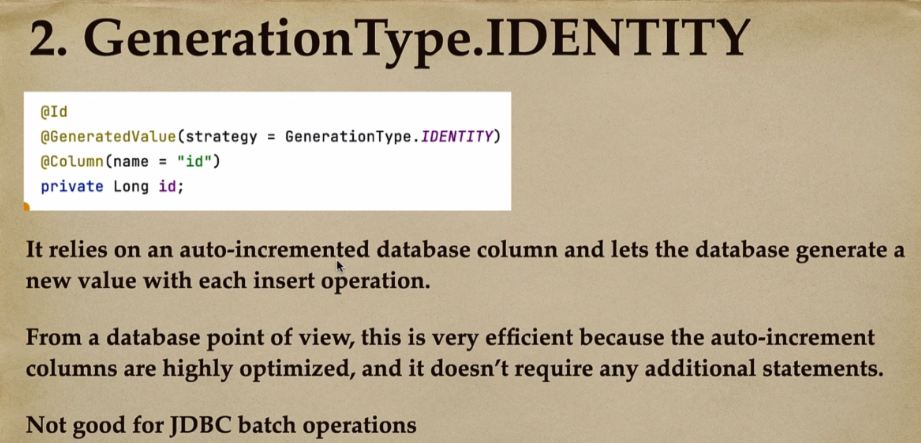 2. GenerationType.IDENTITY
@Id
@GeneratedValue(strategy = GenerationType.IDENTITY)
@Column(name = "id")
private Long id;
It relies on an auto-incremented database column and lets the database generate a
new value with each insert operation.
From a database point of view, this is very efficient because the auto-increment
columns are highly optimized, and it doesn't require any additional statements.
Not good for JDBC batch operations